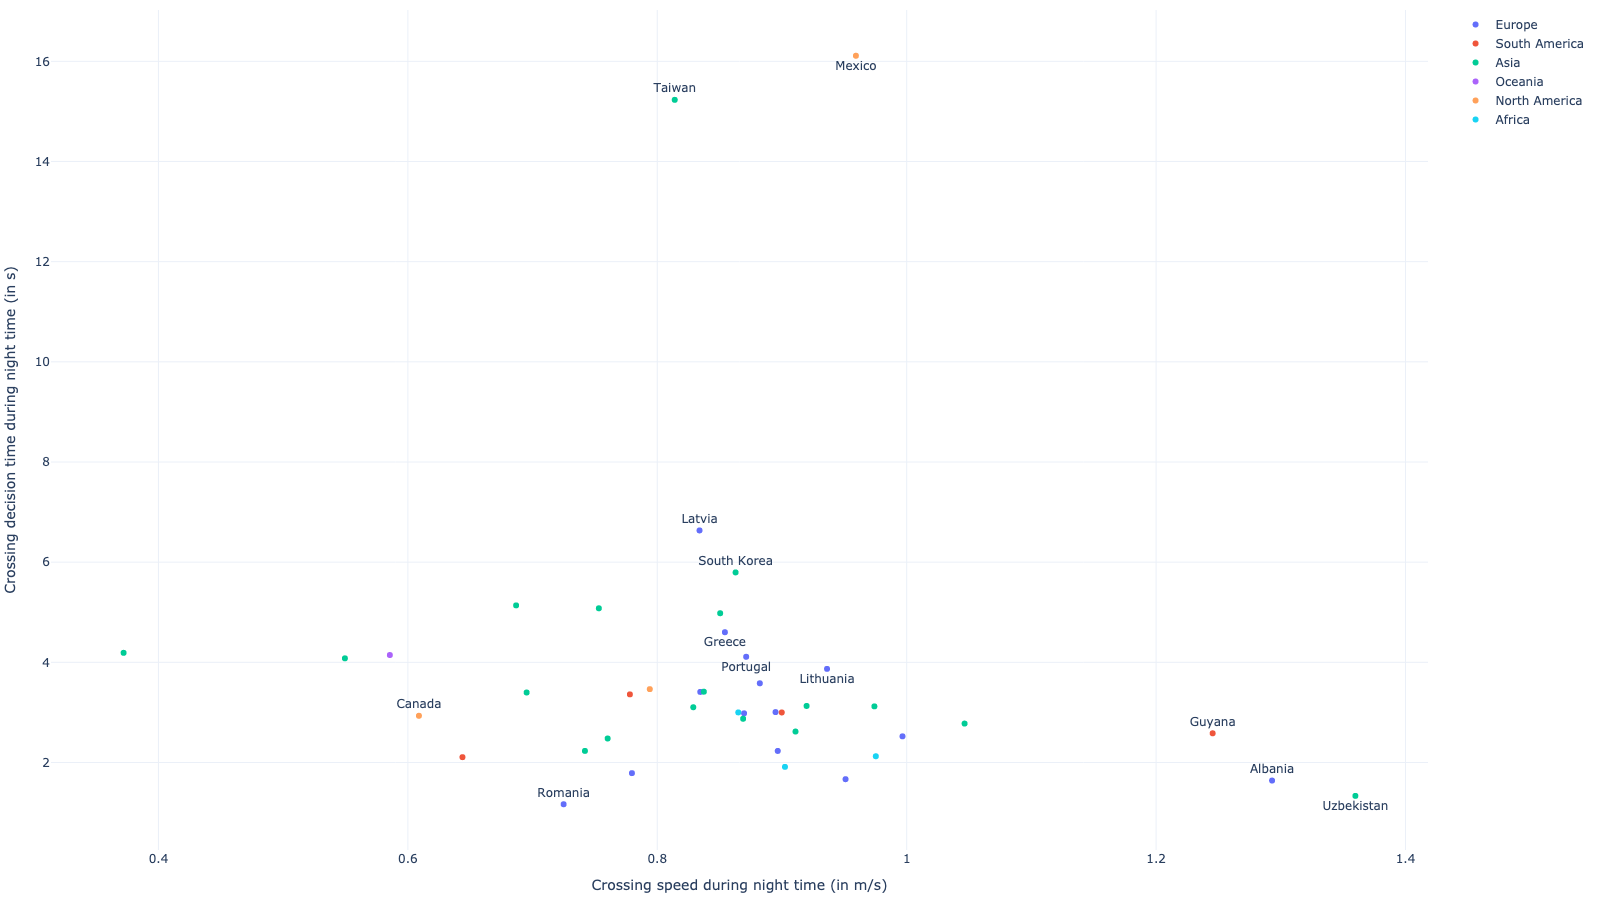 Europe
South America
Asia
Oceania
North America
Africa
Crossing decision time during night time (in s)
16
14
12
10
8
6
4
2
Mexico
Taiwan
Latvia
South Korea
Greece
Portugal
Lithuania
Canada
Guyana
Albania
Romania
Uzbekistan
0.4
0.6
0.8
1
1.2
1.4
Crossing speed during night time (in m/s)